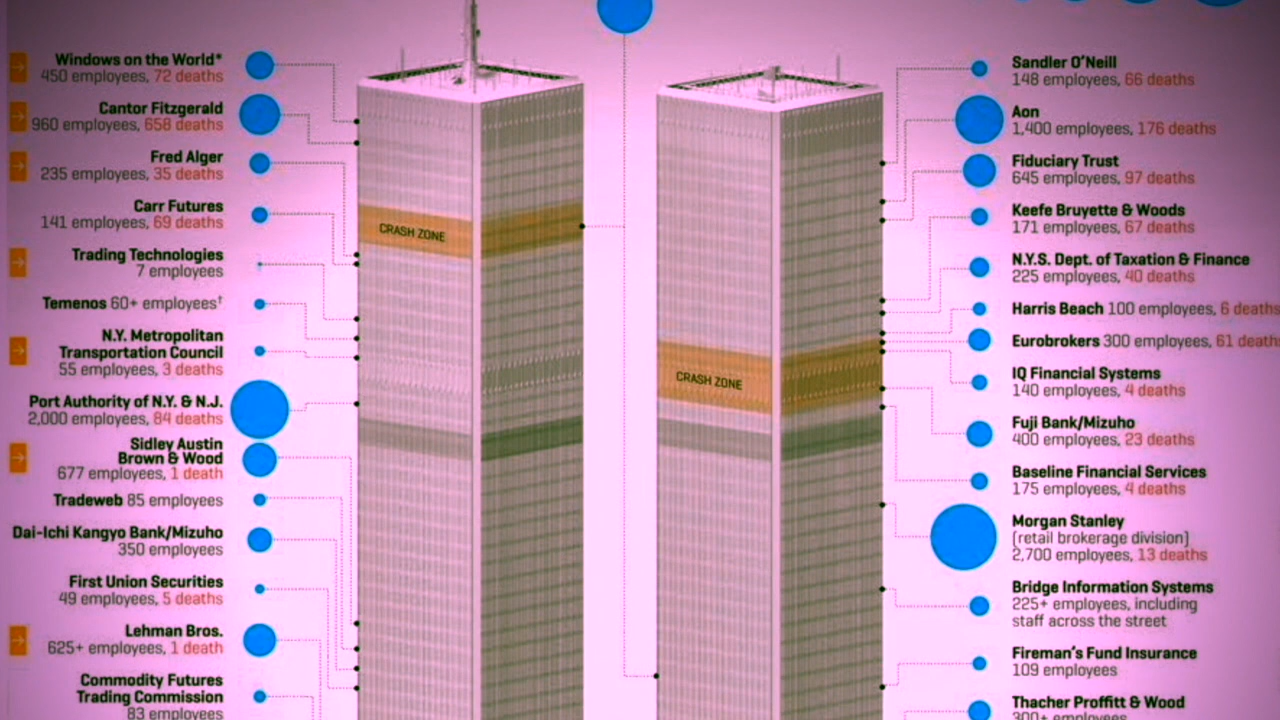 Windows on the World*
450 employees, 72 deaths
Cantor Fitzgerald
960 employees, 658 deaths
Fred Alger
235 employees, 35 deaths
Carr Futures
141 employees, 69 deaths
Trading Technologies
7 employees
Temenos 60+ employees†
N.Y. Metropolitan
Transportation Council
55 employees, 3 deaths
Port Authority of N.Y. & N.J.
2,000 employees, 84 deaths
Sidley Austin
Brown & Wood
677 employees, 1 death
Tradeweb 85 employees
Dai-Ichi Kangyo Bank/Mizuho
350 employees
First Union Securities
49 employees, 5 deaths
Lehman Bros.
625+ employees, 1 death
Commodity Futures
Trading Commission
83 employees
CRASH ZONE
CRASH ZONE
Sandler O'Neill
148 employees, 66 deaths
Aon
1,400 employees, 176 deaths
Fiduciary Trust
645 employees, 97 deaths
Keefe Bruyette & Woods
171 employees, 67 deaths
N.Y.S. Dept. of Taxation & Finance
225 employees, 40 deaths
Harris Beach 100 employees, 6 deaths
Eurobrokers 300 employees, 61 deaths
IQ Financial Systems
140 employees, 4 deaths
Fuji Bank/Mizuho
400 employees, 23 deaths
Baseline Financial Services
175 employees, 4 deaths
Morgan Stanley
[retail brokerage division]
2,700 employees, 13 deaths
Bridge Information Systems
225+ employees, including
staff across the street
Fireman's Fund Insurance
109 employees
Thacher Proffitt & Wood
300+ employees